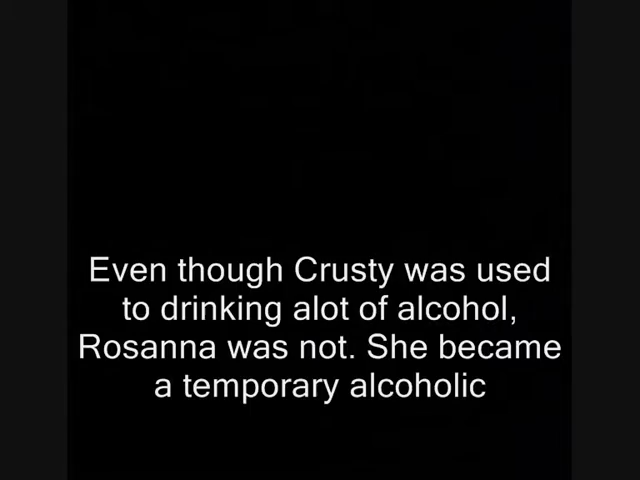 Even though Crusty was used
to drinking alot of alcohol,
Rosanna was not. She became
a temporary alcoholic